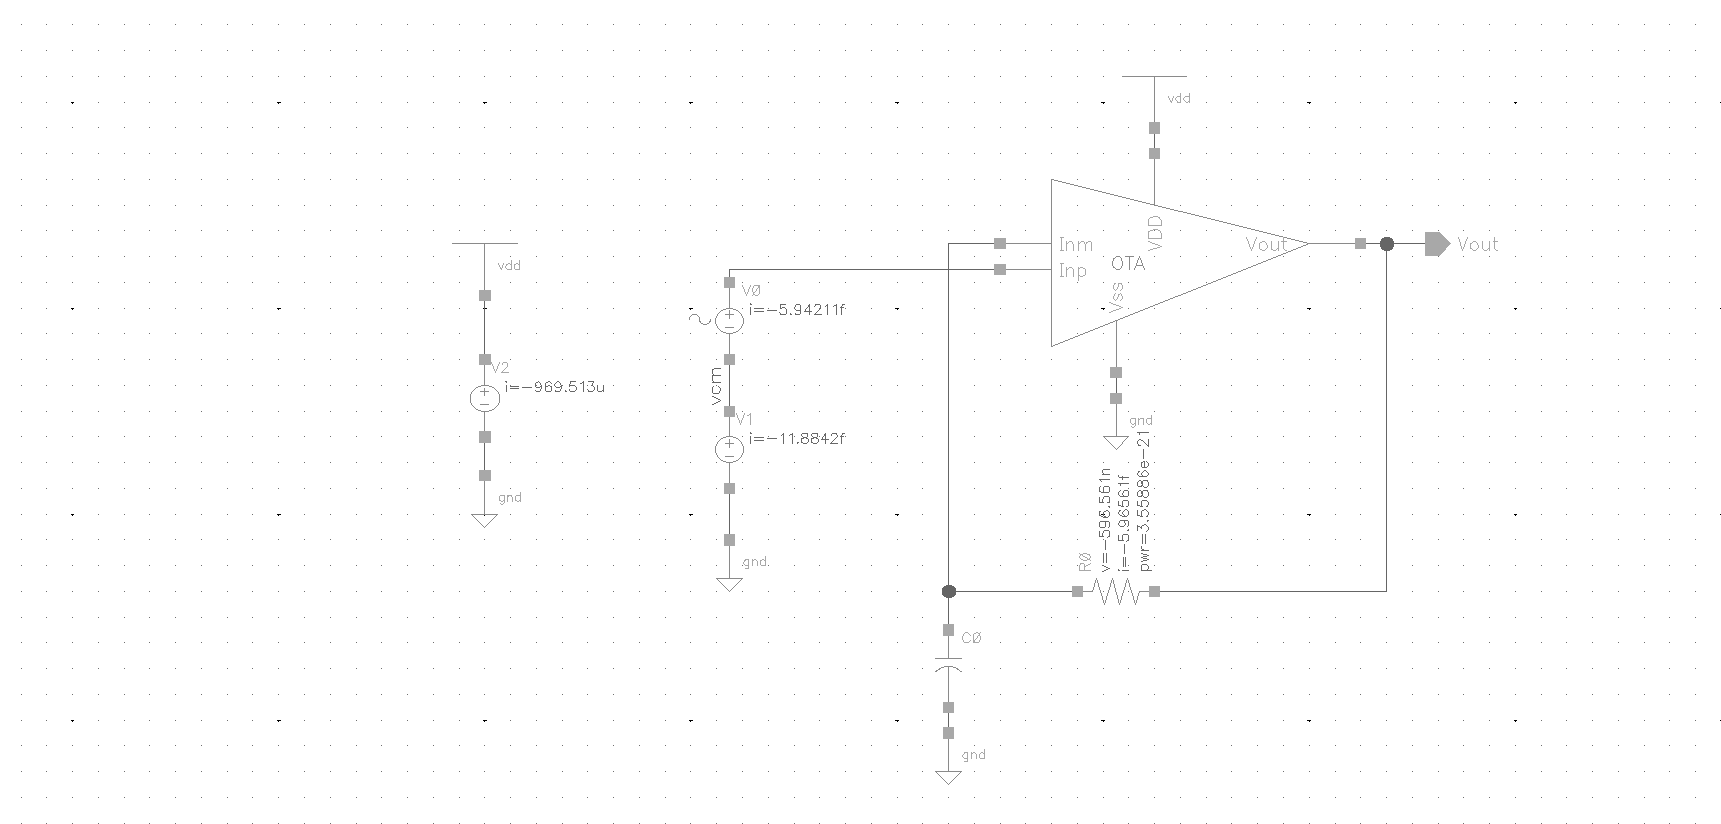 vdd
Inm
VDD
Vout
Vout
Inp
OTA
Vss
vdd
V0
i=-5.94211f
V2
i=-969.513u
vcm
V1
i=-11.8842f
gnd
gnd
R0
v=-596.561n
i=-5.96561f
pwr=3.55886e-21
gnd
C0
gnd